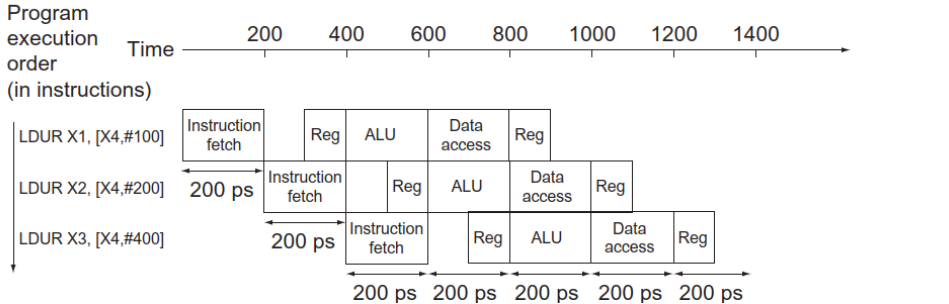 Program
execution
order
(in instructions)
Time
200 400 600 800 1000 1200 1400
LDUR X1, [X4,#100]
Instruction
fetch
Reg
ALU
Data
access
Reg
200 ps
LDUR X2, [X4,#200]
Instruction
fetch
Reg
ALU
Data
access
Reg
200 ps
LDUR X3, [X4,#400]
Instruction
fetch
Reg
ALU
Data
access
Reg
200 ps 200 ps 200 ps 200 ps 200 ps